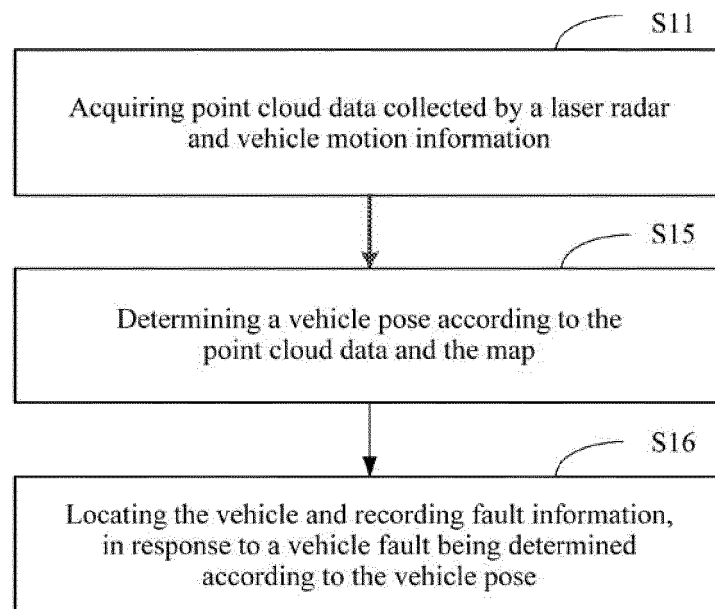 S11
Acquiring point cloud data collected by a laser radar
and vehicle motion information
S15
Determining a vehicle pose according to the
point cloud data and the map
S16
Locating the vehicle and recording fault information,
in response to a vehicle fault being determined
according to the vehicle pose